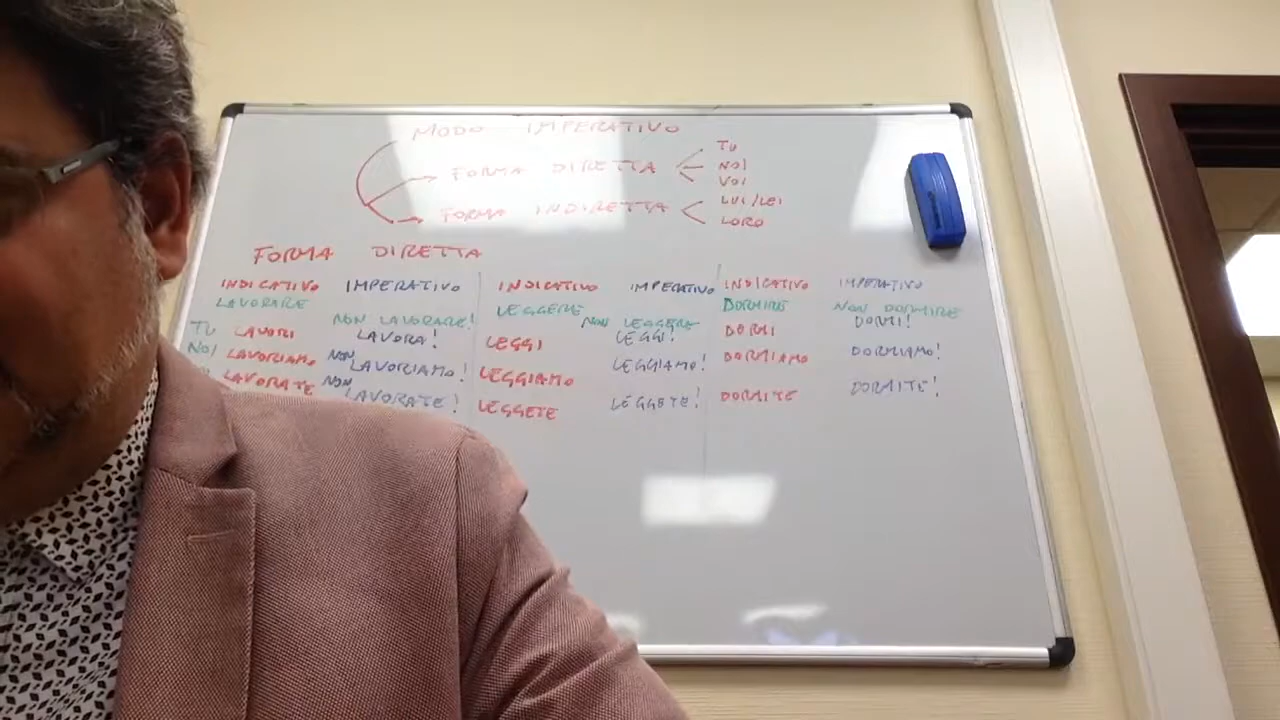 MODO IMPERATIVO
FORMA DIRETTA
TU
NOI
VOI
FORMA INDIRETTA
LUI/LEI
LORO
FORMA DIRETTA
INDICATIVO IMPERATIVO INDICATIVO IMPERATIVO INDICATIVO IMPERATIVO
LAVORARE NON LAVORARE! LEGGERE NON LEGGERE DORMIRE NON DORMIRE
TU LAVORI LAVORA! LEGGI LEGGI! DORMI DORMI!
NOI LAVORIAMO NON LAVORIAMO! LEGGIAMO LEGGIAMO! DORMIAMO DORMIAMO!
LAVORATE NON LAVORATE! LEGGETE LEGGETE! DORMITE DORMITE!